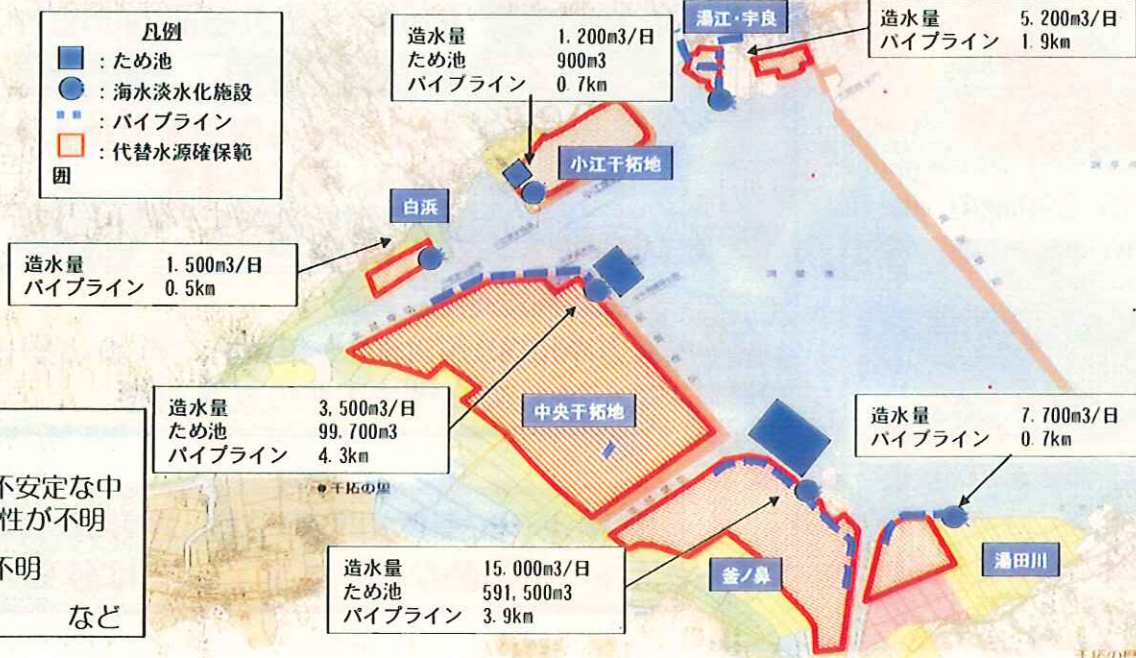 凡例
：ため池
：海水淡水化施設
：パイプライン
：代替水源確保範
囲
造水量 1,200m3/日
ため池 900m3
パイプライン 0.7km
湯江・宇良
造水量 5,200m3/日
パイプライン 1.9km
小江干拓地
白浜
造水量 1,500m3/日
パイプライン 0.5km
造水量 3,500m3/日
ため池 99,700m3
パイプライン 4.3km
中央干拓地
造水量 7,700m3/日
パイプライン 0.7km
不安定な中
性が不明
不明
など
干拓の里
造水量 15,000m3/日
ため池 591,500m3
パイプライン 3.9km
釜ノ鼻
湯田川